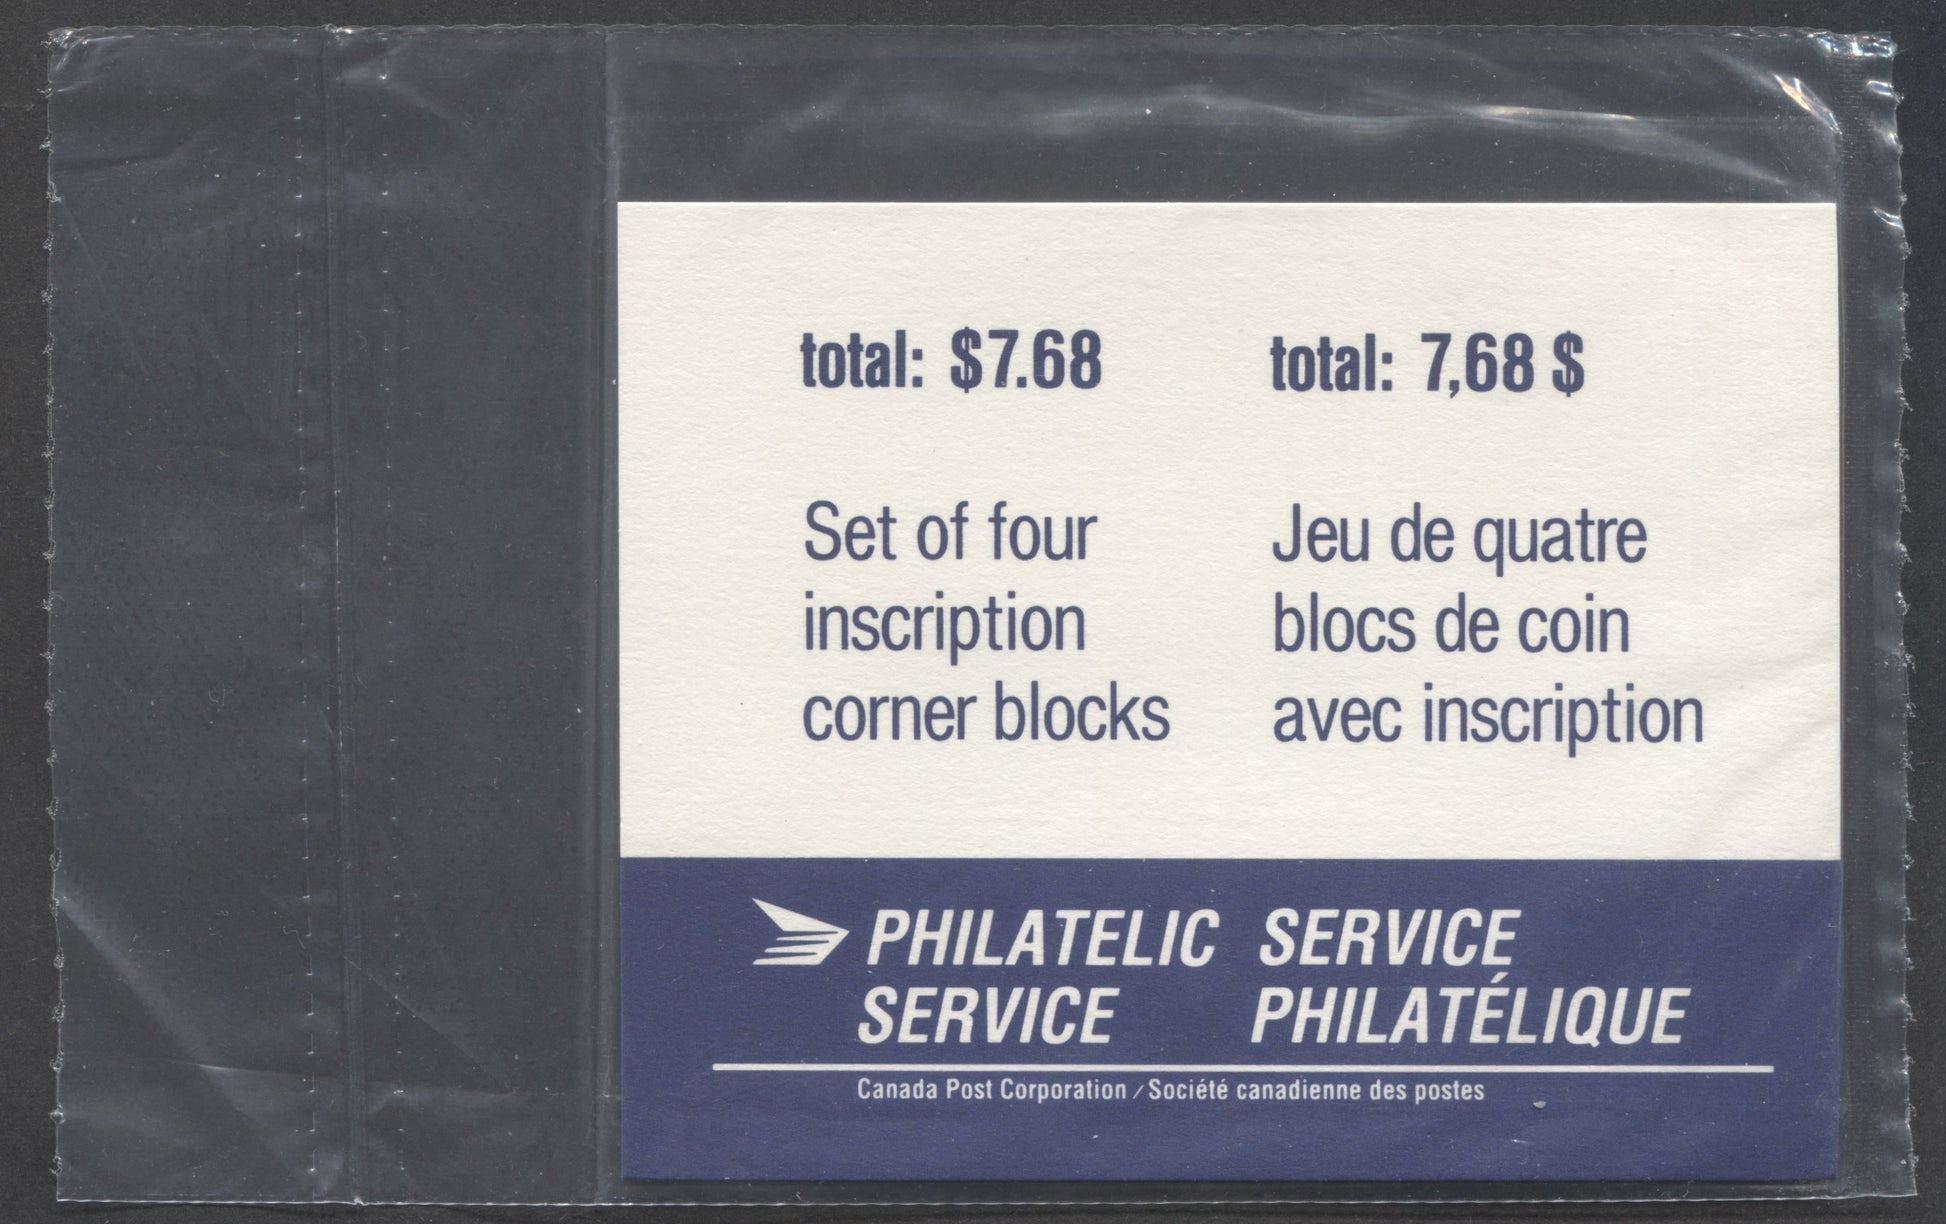 total: $7.68
Set of four
inscription
corner blocks
total: 7,68 $
Jeu de quatre
blocs de coin
avec inscription
PHILATELIC
SERVICE
SERVICE
PHILATÉLIQUE
Canada Post Corporation / Société canadienne des postes